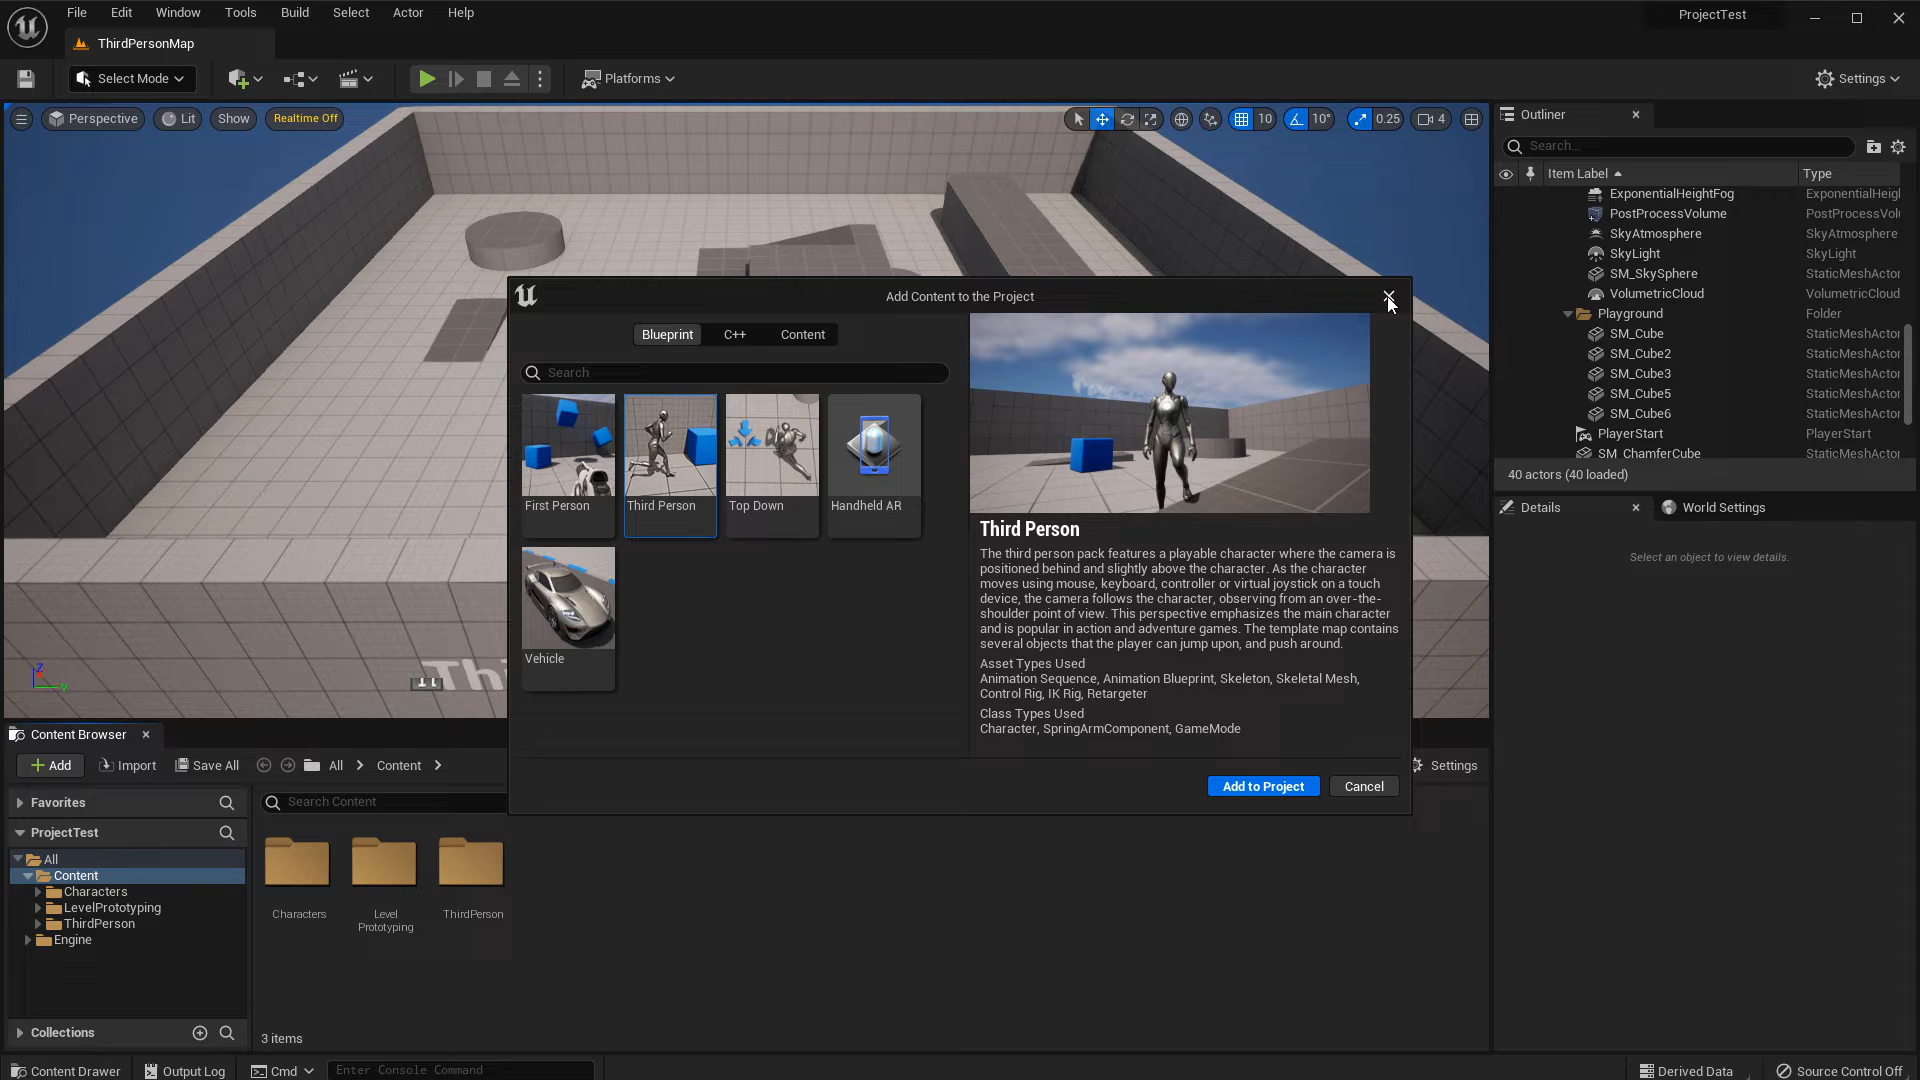 File Edit Window Tools Build Select Actor Help
ProjectTest
ThirdPersonMap
Select Mode
Platforms
Settings
Perspective Lit Show Realtime Off
10 10° 0.25 4
Outliner
Search...
Item Label Type
ExponentialHeightFog ExponentialHeig
PostProcessVolume PostProcessVolu
SkyAtmosphere SkyAtmosphere
SkyLight SkyLight
SM_SkySphere StaticMeshActor
VolumetricCloud VolumetricCloud
Playground Folder
SM_Cube StaticMeshActor
SM_Cube2 StaticMeshActor
SM_Cube3 StaticMeshActor
SM_Cube5 StaticMeshActor
SM_Cube6 StaticMeshActor
PlayerStart PlayerStart
SM_ChamferCube StaticMeshActor
40 actors (40 loaded)
Details World Settings
Select an object to view details.
Add Content to the Project
Blueprint C++ Content
Search
First Person Third Person Top Down Handheld AR
Vehicle
Third Person
The third person pack features a playable character where the camera is
positioned behind and slightly above the character. As the character
moves using mouse, keyboard, controller or virtual joystick on a touch
device, the camera follows the character, observing from an over-the-
shoulder point of view. This perspective emphasizes the main character
and is popular in action and adventure games. The template map contains
several objects that the player can jump upon, and push around.
Asset Types Used
Animation Sequence, Animation Blueprint, Skeleton, Skeletal Mesh,
Control Rig, IK Rig, Retargeter
Class Types Used
Character, SpringArmComponent, GameMode
Add to Project Cancel
Z
Y
Thi
Content Browser
Add Import Save All All Content Settings
Favorites
Search Content
ProjectTest
All
Content
Characters
LevelPrototyping
ThirdPerson
Engine
Characters
Level
Prototyping
ThirdPerson
Collections
3 items
Content Drawer Output Log Cmd Enter Console Command
Derived Data Source Control Off